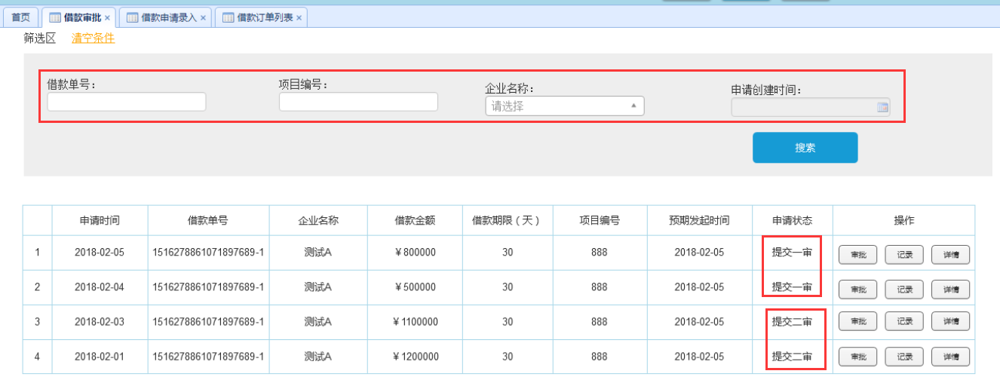 首页 借款审批 × 借款申请录入 × 借款订单列表 ×
筛选区 清空条件
借款单号： 项目编号： 企业名称： 申请创建时间：
请选择
搜索
申请时间 借款单号 企业名称 借款金额 借款期限（天） 项目编号 预期发起时间 申请状态 操作
1 2018-02-05 1516278861071897689-1 测试A ￥800000 30 888 2018-02-05 提交一审 审批 记录 详情
2 2018-02-04 1516278861071897689-1 测试A ￥500000 30 888 2018-02-05 提交一审 审批 记录 详情
3 2018-02-03 1516278861071897689-1 测试A ￥1100000 30 888 2018-02-05 提交二审 审批 记录 详情
4 2018-02-01 1516278861071897689-1 测试A ￥1200000 30 888 2018-02-05 提交二审 审批 记录 详情